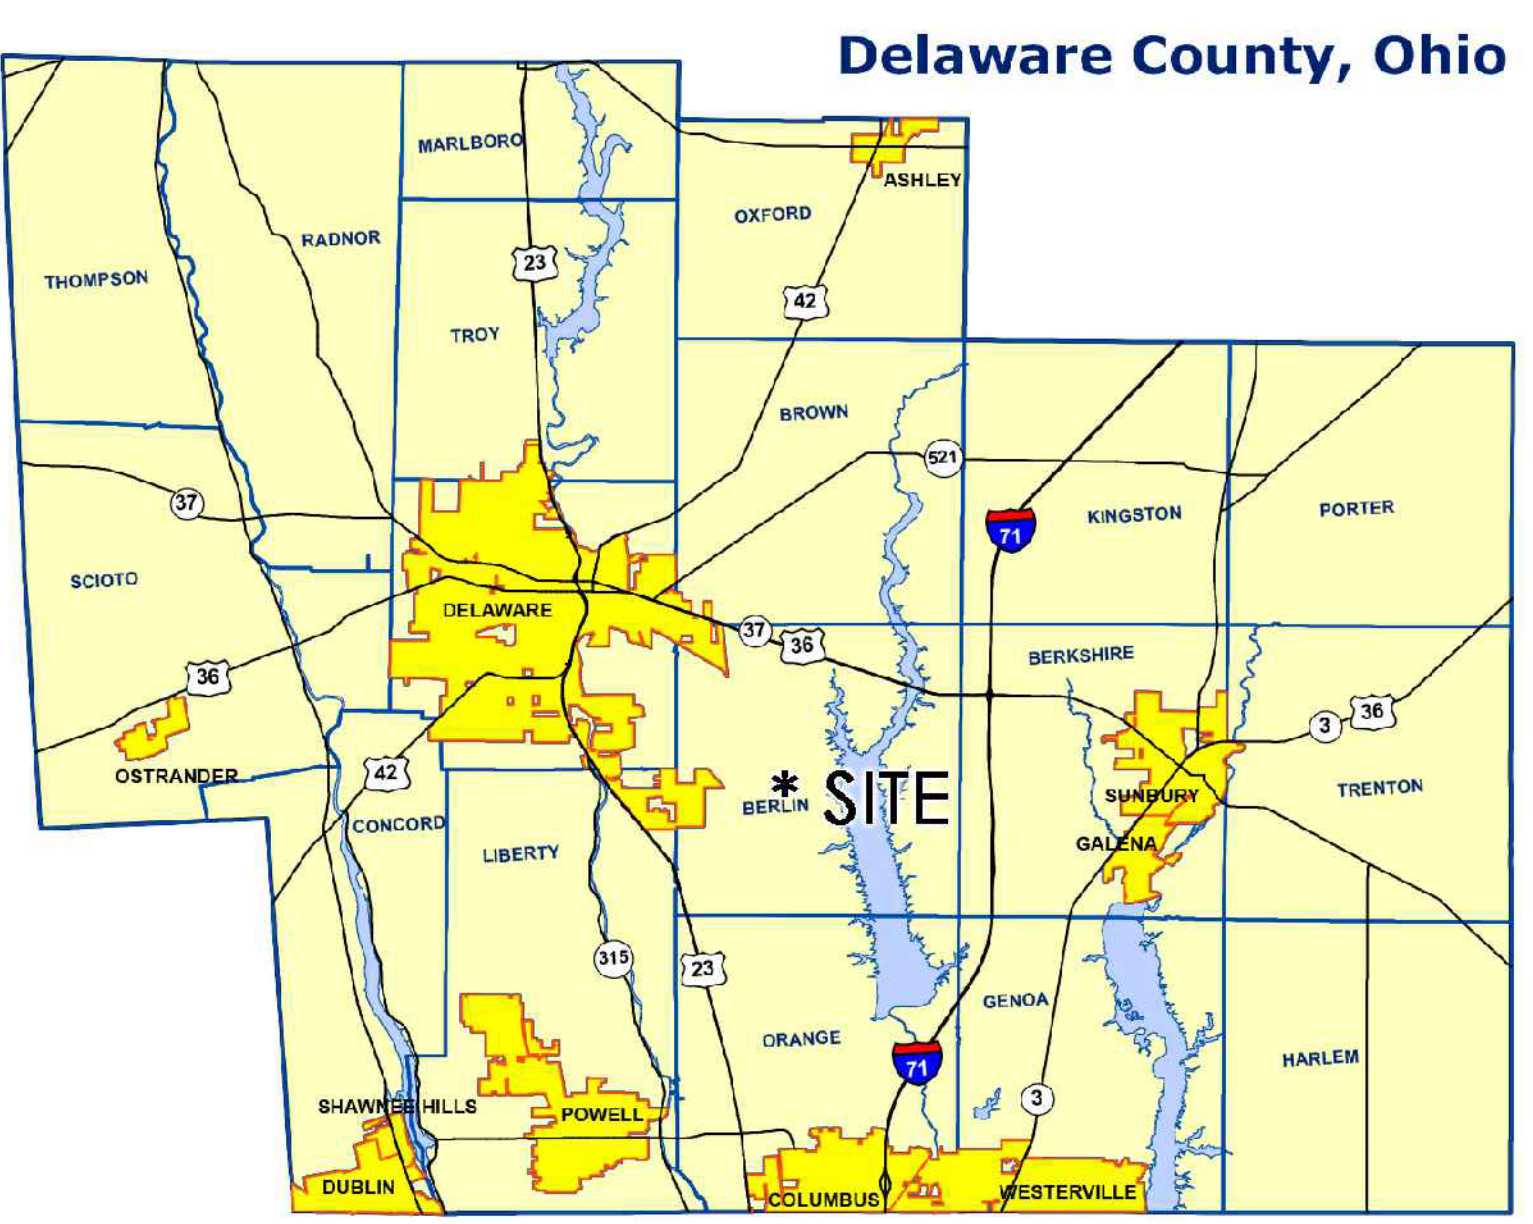 Delaware County, Ohio
MARLBORO
ASHLEY
OXFORD
RADNOR
THOMPSON
23
42
TROY
BROWN
521
37
71
KINGSTON
PORTER
SCIOTO
DELAWARE
37
36
BERKSHIRE
36
3
36
OSTRANDER
42
* SITE
BERLIN
SUNBURY
TRENTON
CONCORD
LIBERTY
GALENA
315
23
GENOA
ORANGE
71
HARLEM
SHAWNEE HILLS
POWELL
3
DUBLIN
COLUMBUS
WESTERVILLE